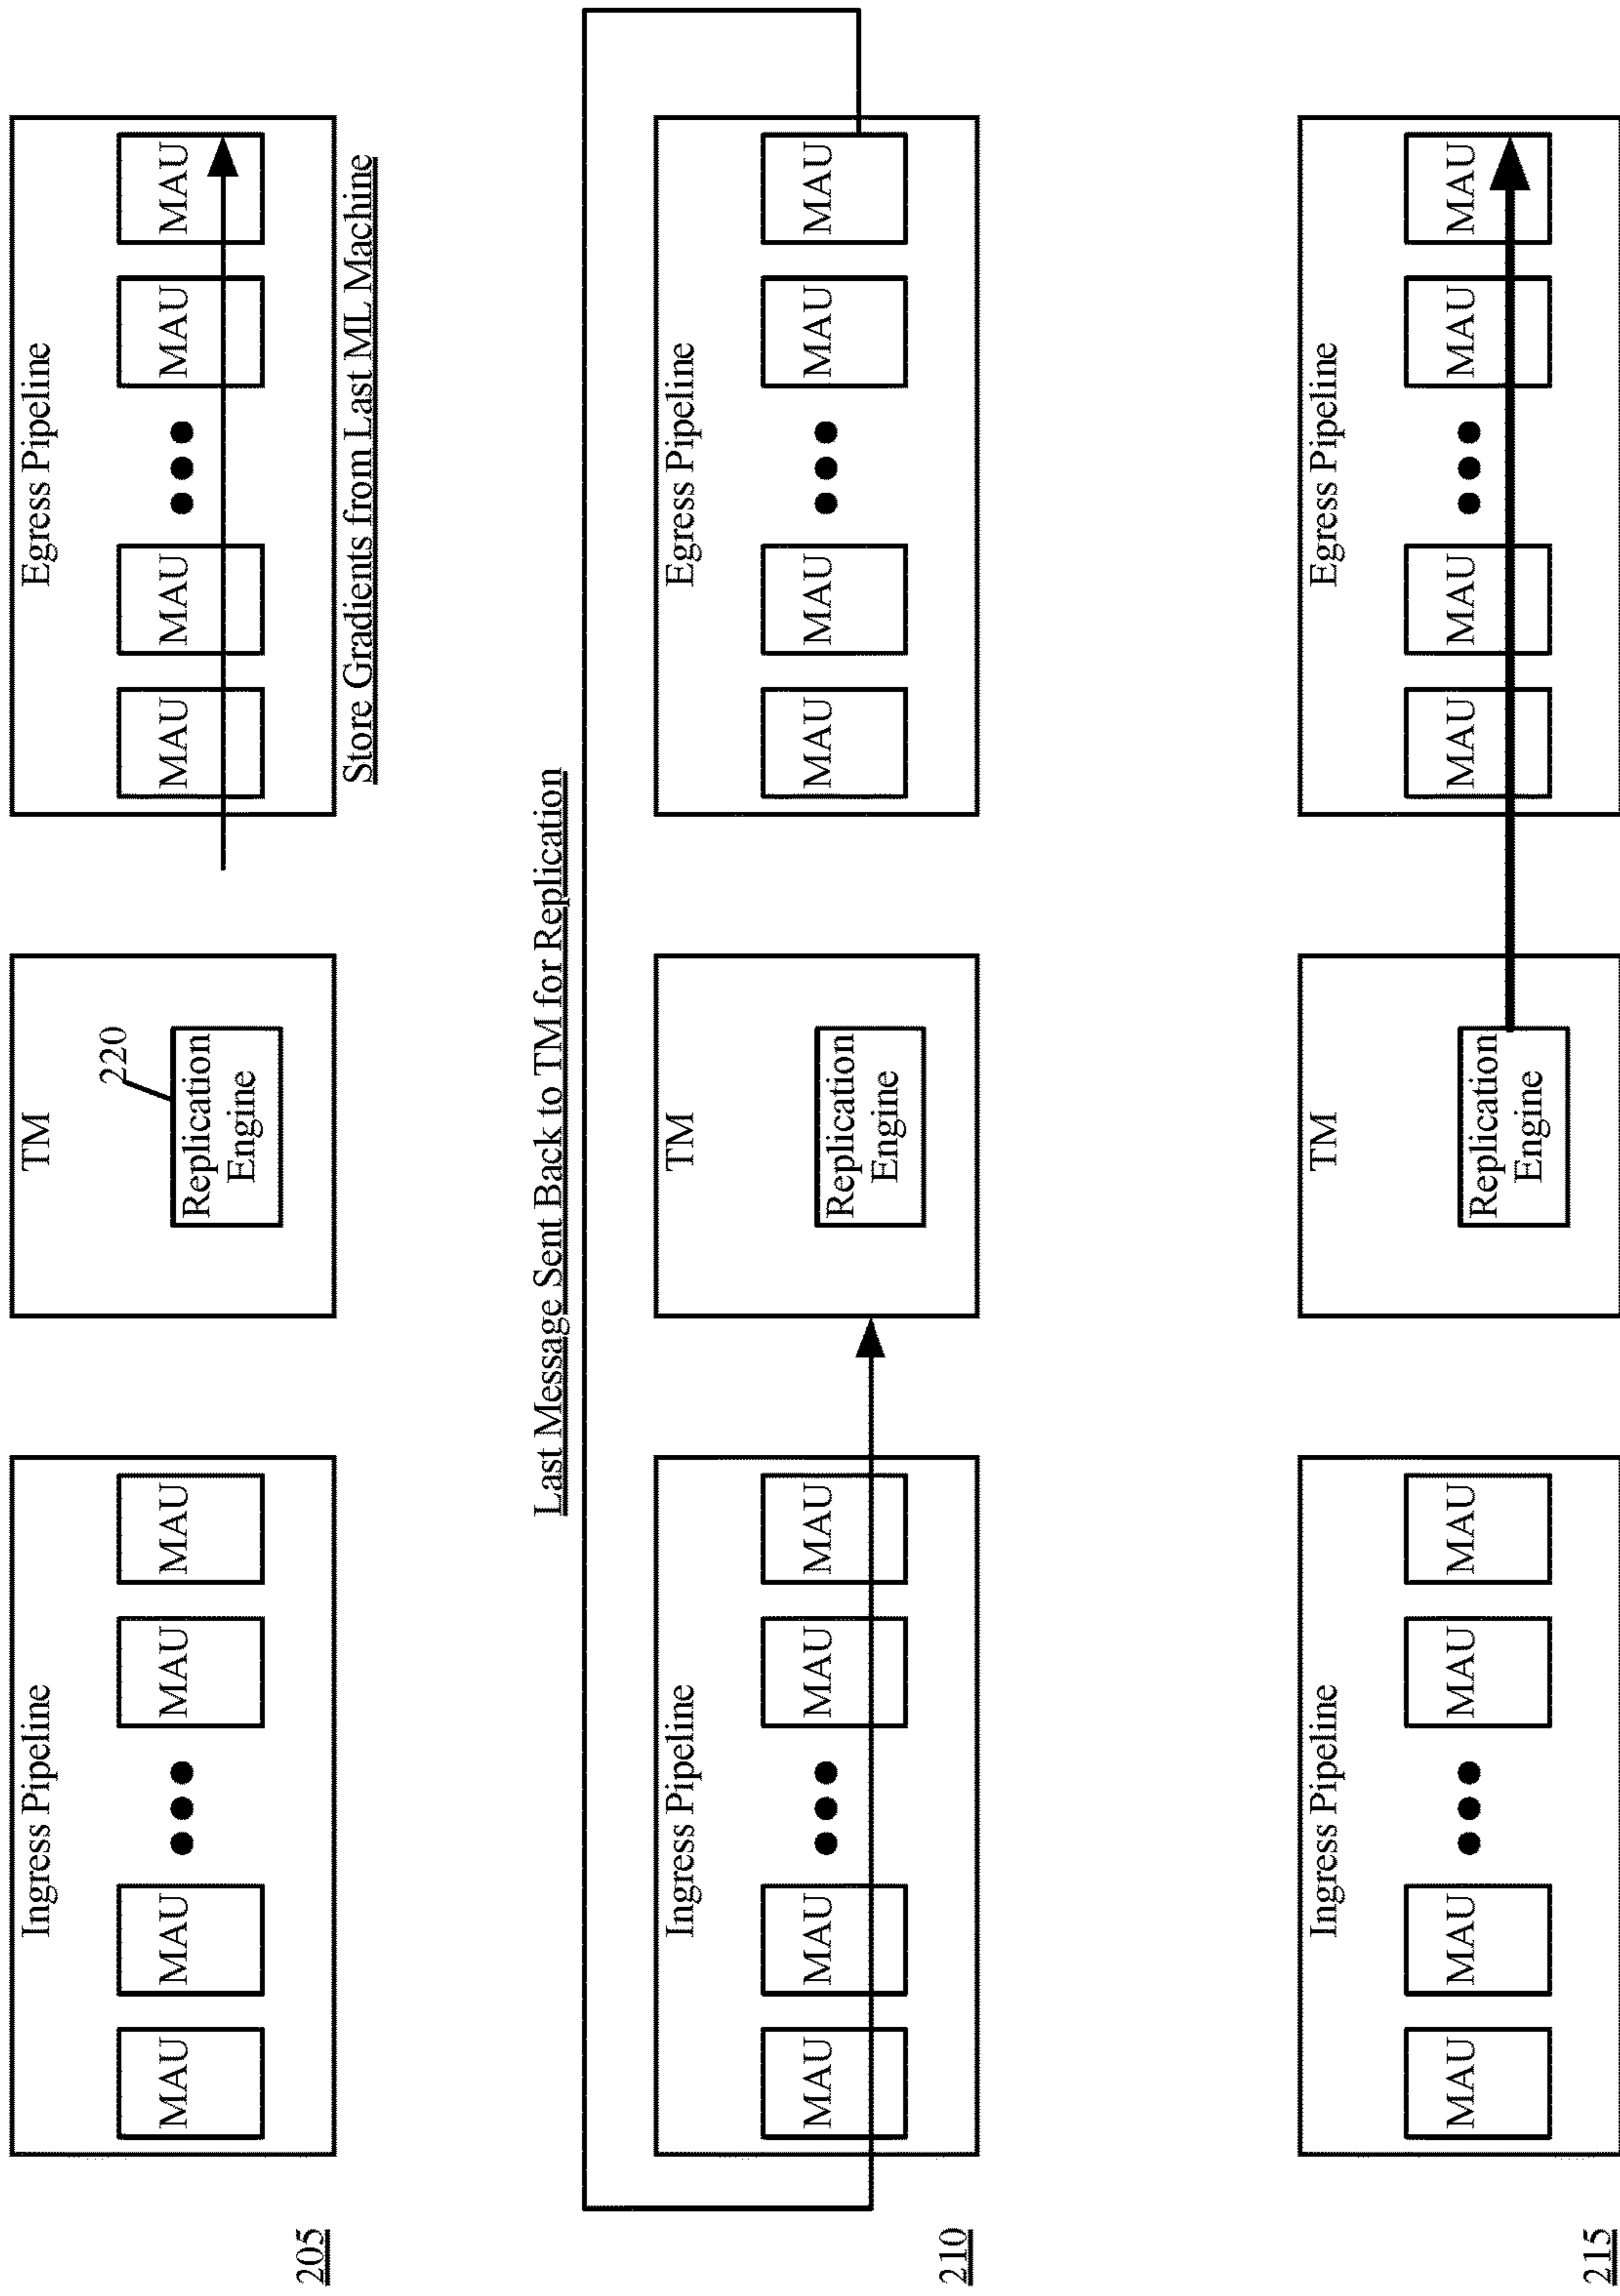 Ingress Pipeline
MAU
MAU
MAU
MAU
TM
220
Replication
Engine
Egress Pipeline
MAU
MAU
MAU
MAU
205
Store Gradients from Last ML Machine
Last Message Sent Back to TM for Replication
Ingress Pipeline
MAU
MAU
MAU
MAU
TM
Replication
Engine
Egress Pipeline
MAU
MAU
MAU
MAU
210
Ingress Pipeline
MAU
MAU
MAU
MAU
TM
Replication
Engine
Egress Pipeline
MAU
MAU
MAU
MAU
215